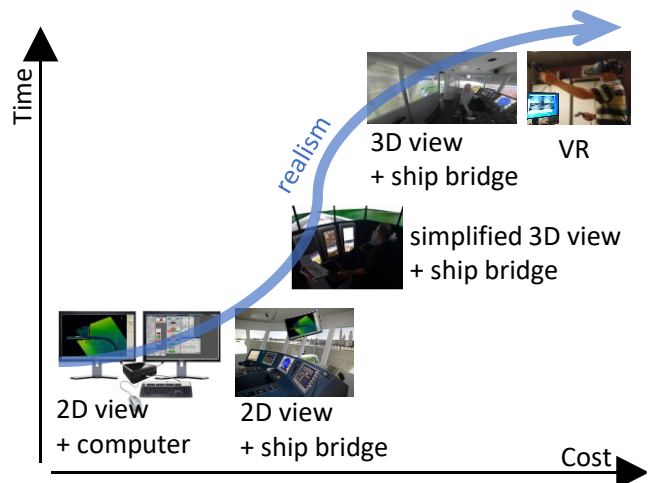 Time
realism
3D view
+ ship bridge
VR
simplified 3D view
+ ship bridge
2D view
+ computer
2D view
+ ship bridge
Cost